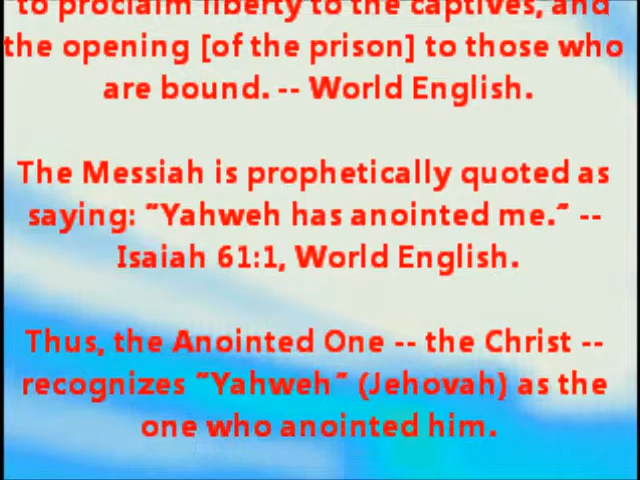 to proclaim liberty to the captives, and
the opening [of the prison] to those who
are bound. -- World English.
The Messiah is prophetically quoted as
saying: "Yahweh has anointed me." --
Isaiah 61:1, World English.
Thus, the Anointed One -- the Christ --
recognizes "Yahweh" (Jehovah) as the
one who anointed him.